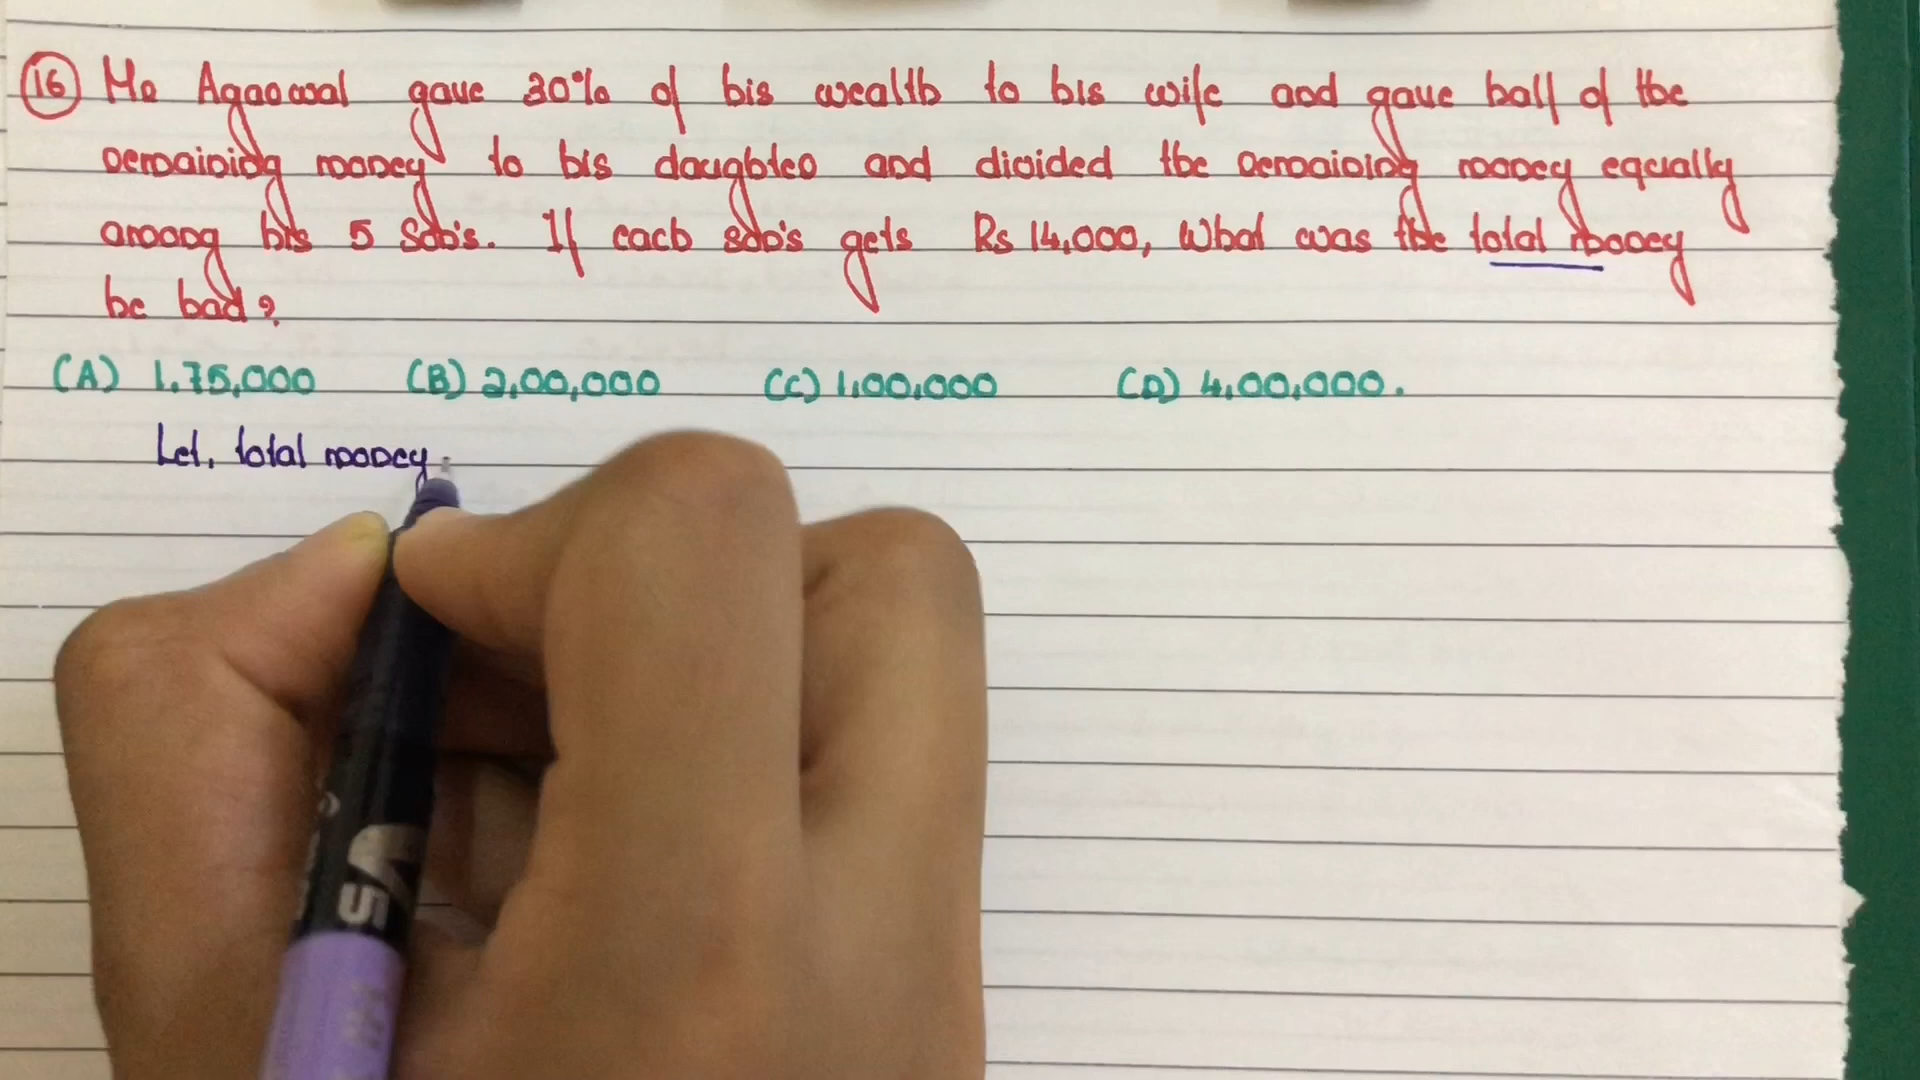 16 Mr Agarwal gave 30% of his wealth to his wife and gave half of the
remaining money to his daughter and divided the remaining money equally
among his 5 Son's. If each son's gets Rs 14,000, What was the total money
he had?
(A) 1,75,000 (B) 2,00,000 (C) 1,00,000 (D) 4,00,000.
Let, total money
V5